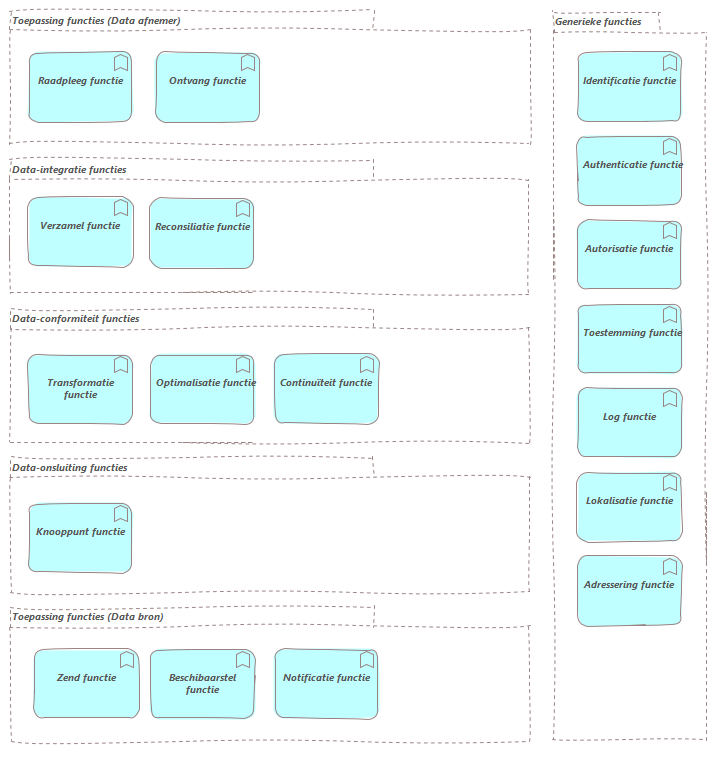 Toepassing functies (Data afnemer)
Raadpleeg functie
Ontvang functie
Data-integratie functies
Verzamel functie
Reconsiliatie functie
Data-conformiteit functies
Transformatie
functie
Optimalisatie functie
Continuïteit functie
Data-onsluiting functies
Knooppunt functie
Toepassing functies (Data bron)
Zend functie
Beschibaarstel
functie
Notificatie functie
Generieke functies
Identificatie functie
Authenticatie functie
Autorisatie functie
Toestemming functie
Log functie
Lokalisatie functie
Adressering functie